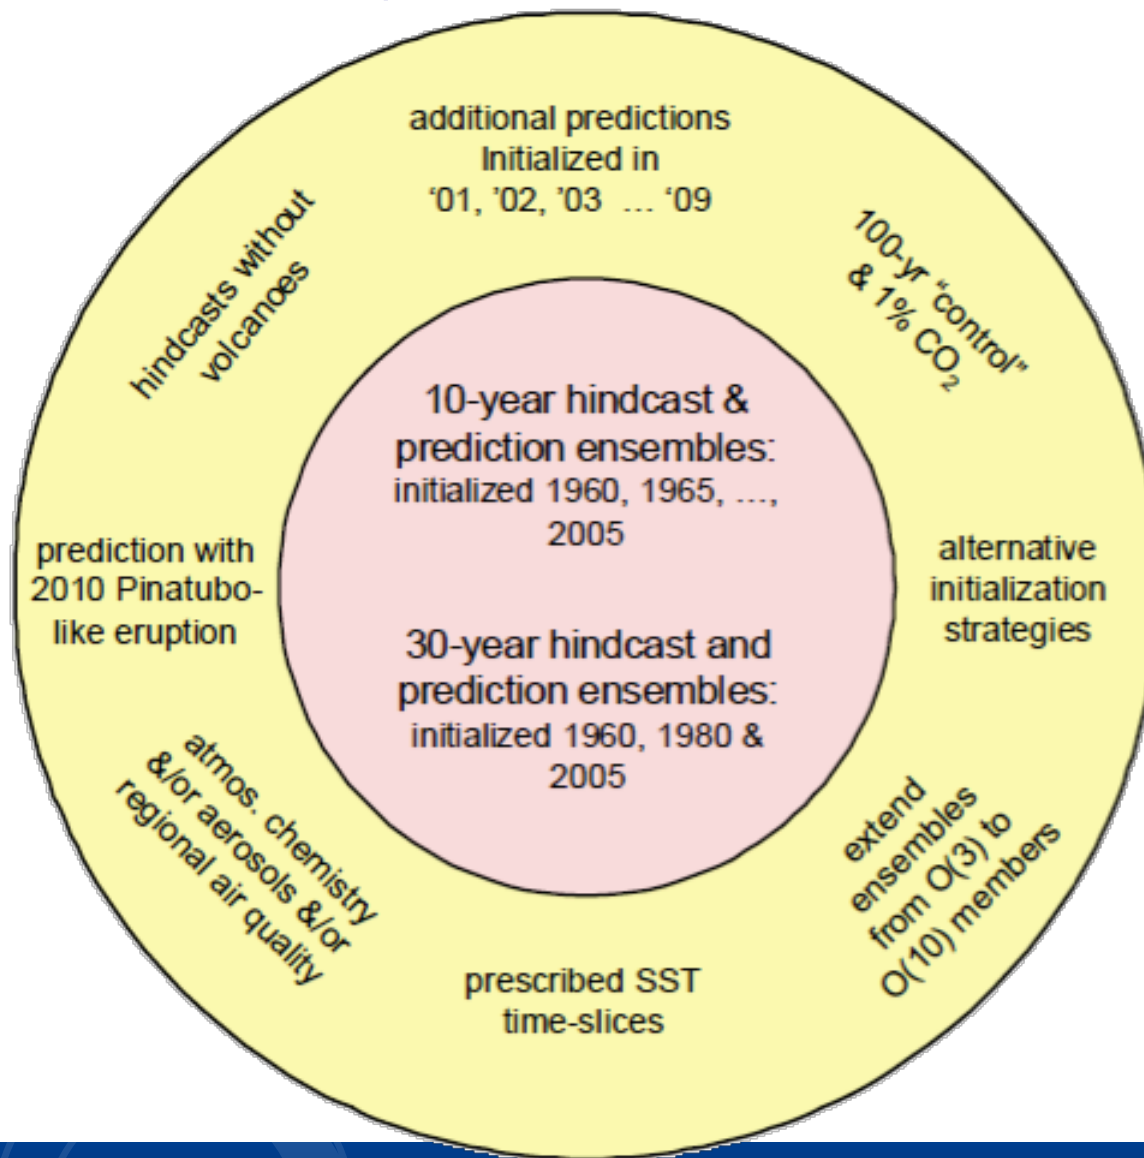 additional predictions
Initialized in
‘01, ’02, ’03 … ‘09
hindcasts without
volcanoes
100-yr “control”
& 1% CO₂
10-year hindcast &
prediction ensembles:
initialized 1960, 1965, …,
2005
prediction with
2010 Pinatubo-
like eruption
alternative
initialization
strategies
30-year hindcast and
prediction ensembles:
initialized 1960, 1980 &
2005
atmos. chemistry
&/or aerosols &/or
regional air quality
extend
ensembles
from O(3) to
O(10) members
prescribed SST
time-slices